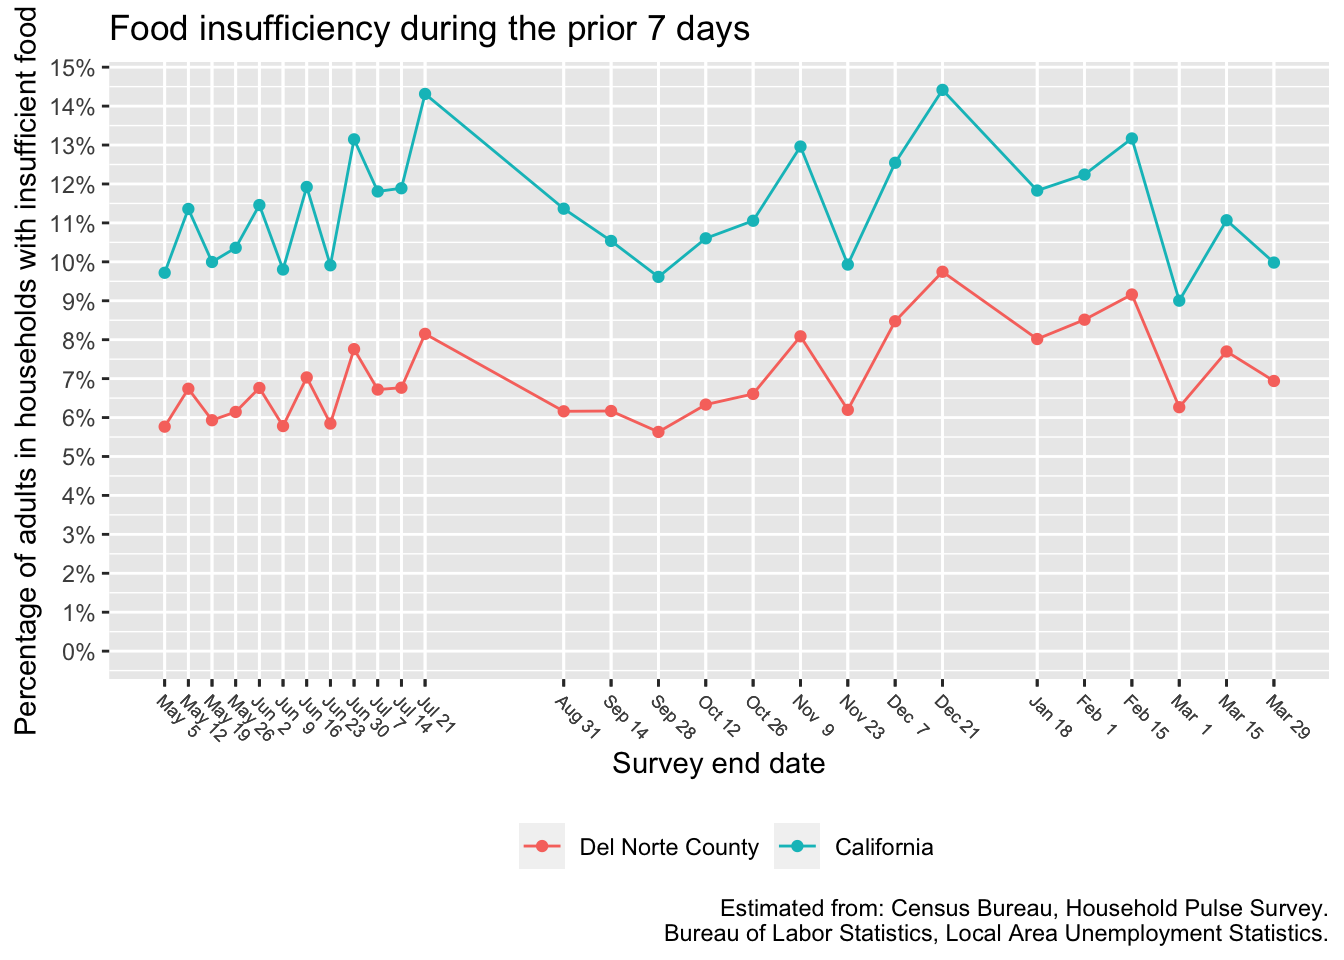 Food insufficiency during the prior 7 days
Percentage of adults in households with insufficient food
15%
14%
13%
12%
11%
10%
9%
8%
7%
6%
5%
4%
3%
2%
1%
0%
May 5
May 12
May 19
May 26
Jun 2
Jun 9
Jun 16
Jun 23
Jun 30
Jul 7
Jul 14
Jul 21
Aug 31
Sep 14
Sep 28
Oct 12
Oct 26
Nov 9
Nov 23
Dec 7
Dec 21
Jan 18
Feb 1
Feb 15
Mar 1
Mar 15
Mar 29
Survey end date
Del Norte County
California
Estimated from: Census Bureau, Household Pulse Survey.
Bureau of Labor Statistics, Local Area Unemployment Statistics.